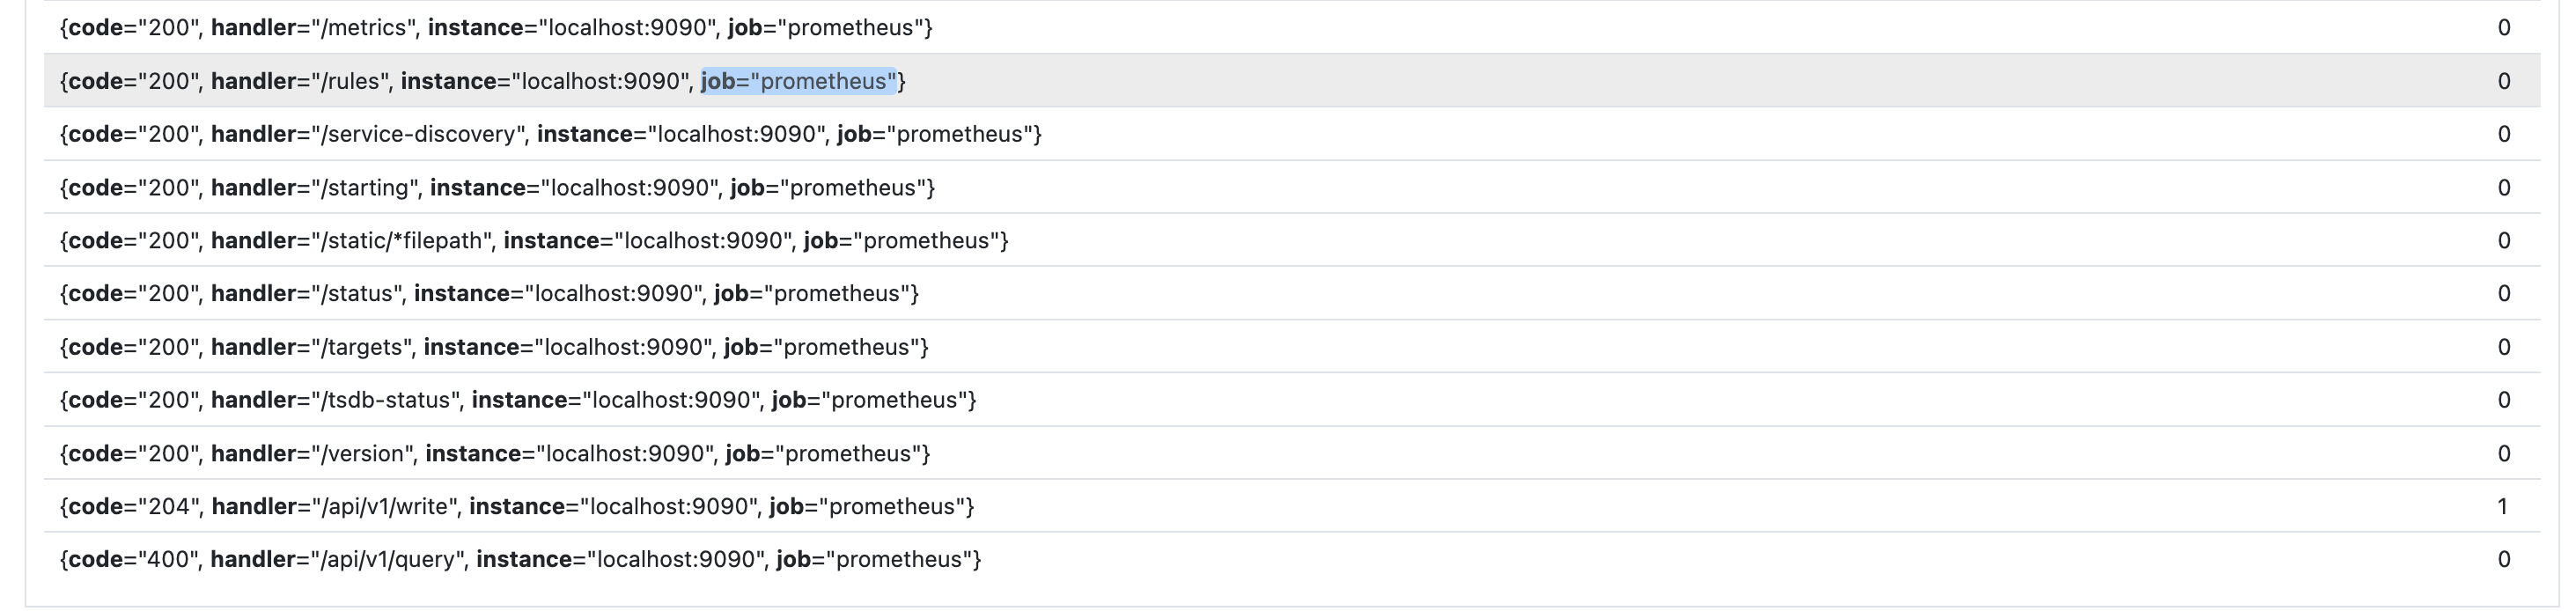 {code="200", handler="/metrics", instance="localhost:9090", job="prometheus"} 0
{code="200", handler="/rules", instance="localhost:9090", job="prometheus"} 0
{code="200", handler="/service-discovery", instance="localhost:9090", job="prometheus"} 0
{code="200", handler="/starting", instance="localhost:9090", job="prometheus"} 0
{code="200", handler="/static/*filepath", instance="localhost:9090", job="prometheus"} 0
{code="200", handler="/status", instance="localhost:9090", job="prometheus"} 0
{code="200", handler="/targets", instance="localhost:9090", job="prometheus"} 0
{code="200", handler="/tsdb-status", instance="localhost:9090", job="prometheus"} 0
{code="200", handler="/version", instance="localhost:9090", job="prometheus"} 0
{code="204", handler="/api/v1/write", instance="localhost:9090", job="prometheus"} 1
{code="400", handler="/api/v1/query", instance="localhost:9090", job="prometheus"} 0